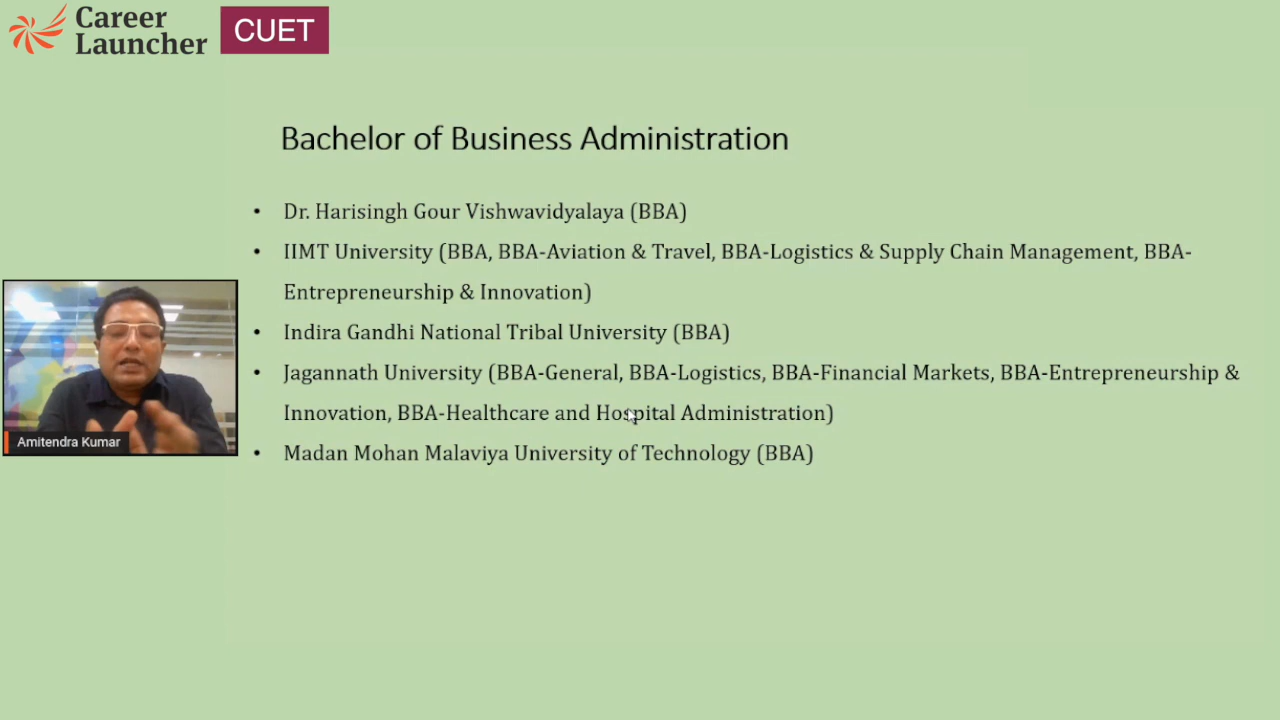 Career
Launcher
CUET
Bachelor of Business Administration
• Dr. Harisingh Gour Vishwavidyalaya (BBA)
• IIMT University (BBA, BBA-Aviation & Travel, BBA-Logistics & Supply Chain Management, BBA-
Entrepreneurship & Innovation)
• Indira Gandhi National Tribal University (BBA)
• Jagannath University (BBA-General, BBA-Logistics, BBA-Financial Markets, BBA-Entrepreneurship &
Innovation, BBA-Healthcare and Hospital Administration)
• Madan Mohan Malaviya University of Technology (BBA)
Amitendra Kumar